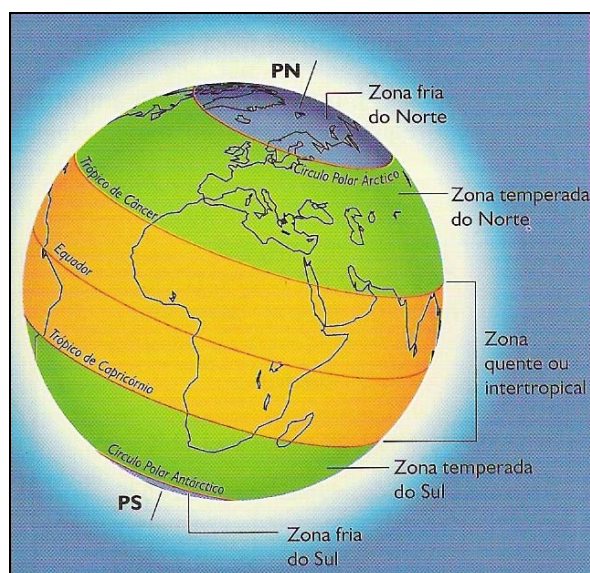 PN
Zona fria
do Norte
Círculo Polar Árctico
Trópico de Câncer
Zona temperada
do Norte
Equador
Zona
quente ou
intertropical
Trópico de Capricórnio
Zona temperada
do Sul
Círculo Polar Antárctico
PS
Zona fria
do Sul